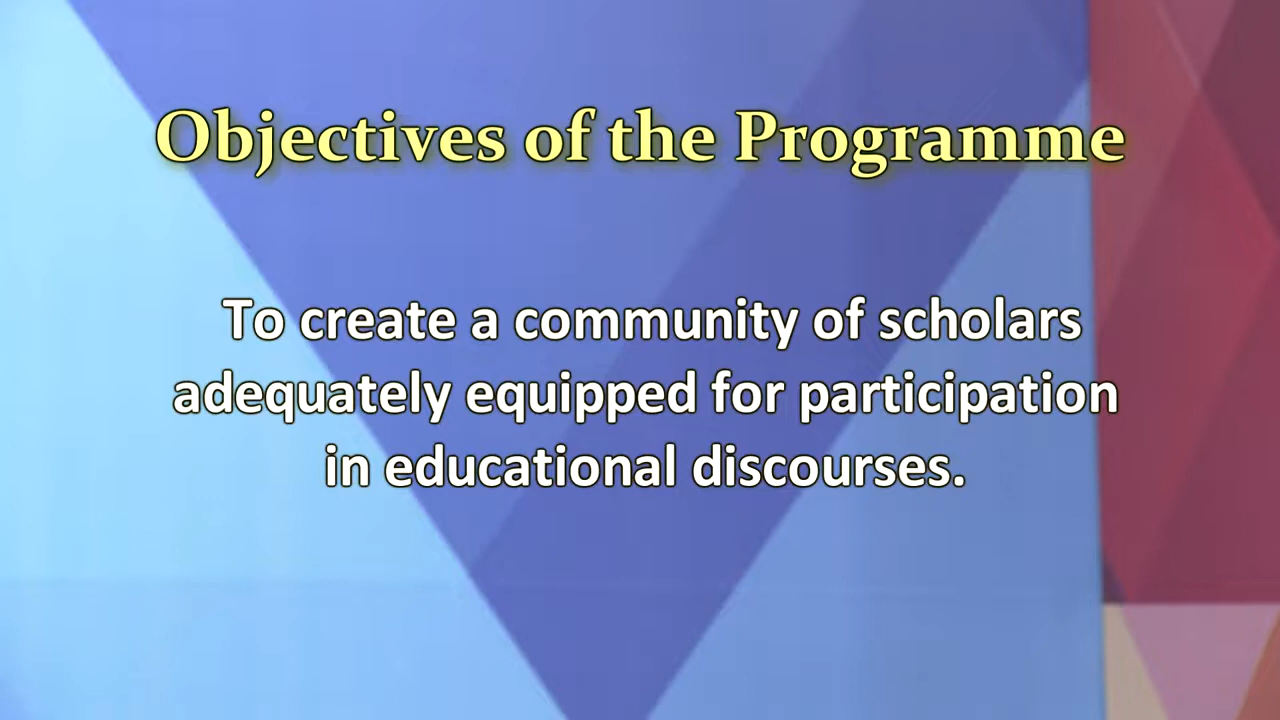 Objectives of the Programme
To create a community of scholars
adequately equipped for participation
in educational discourses.